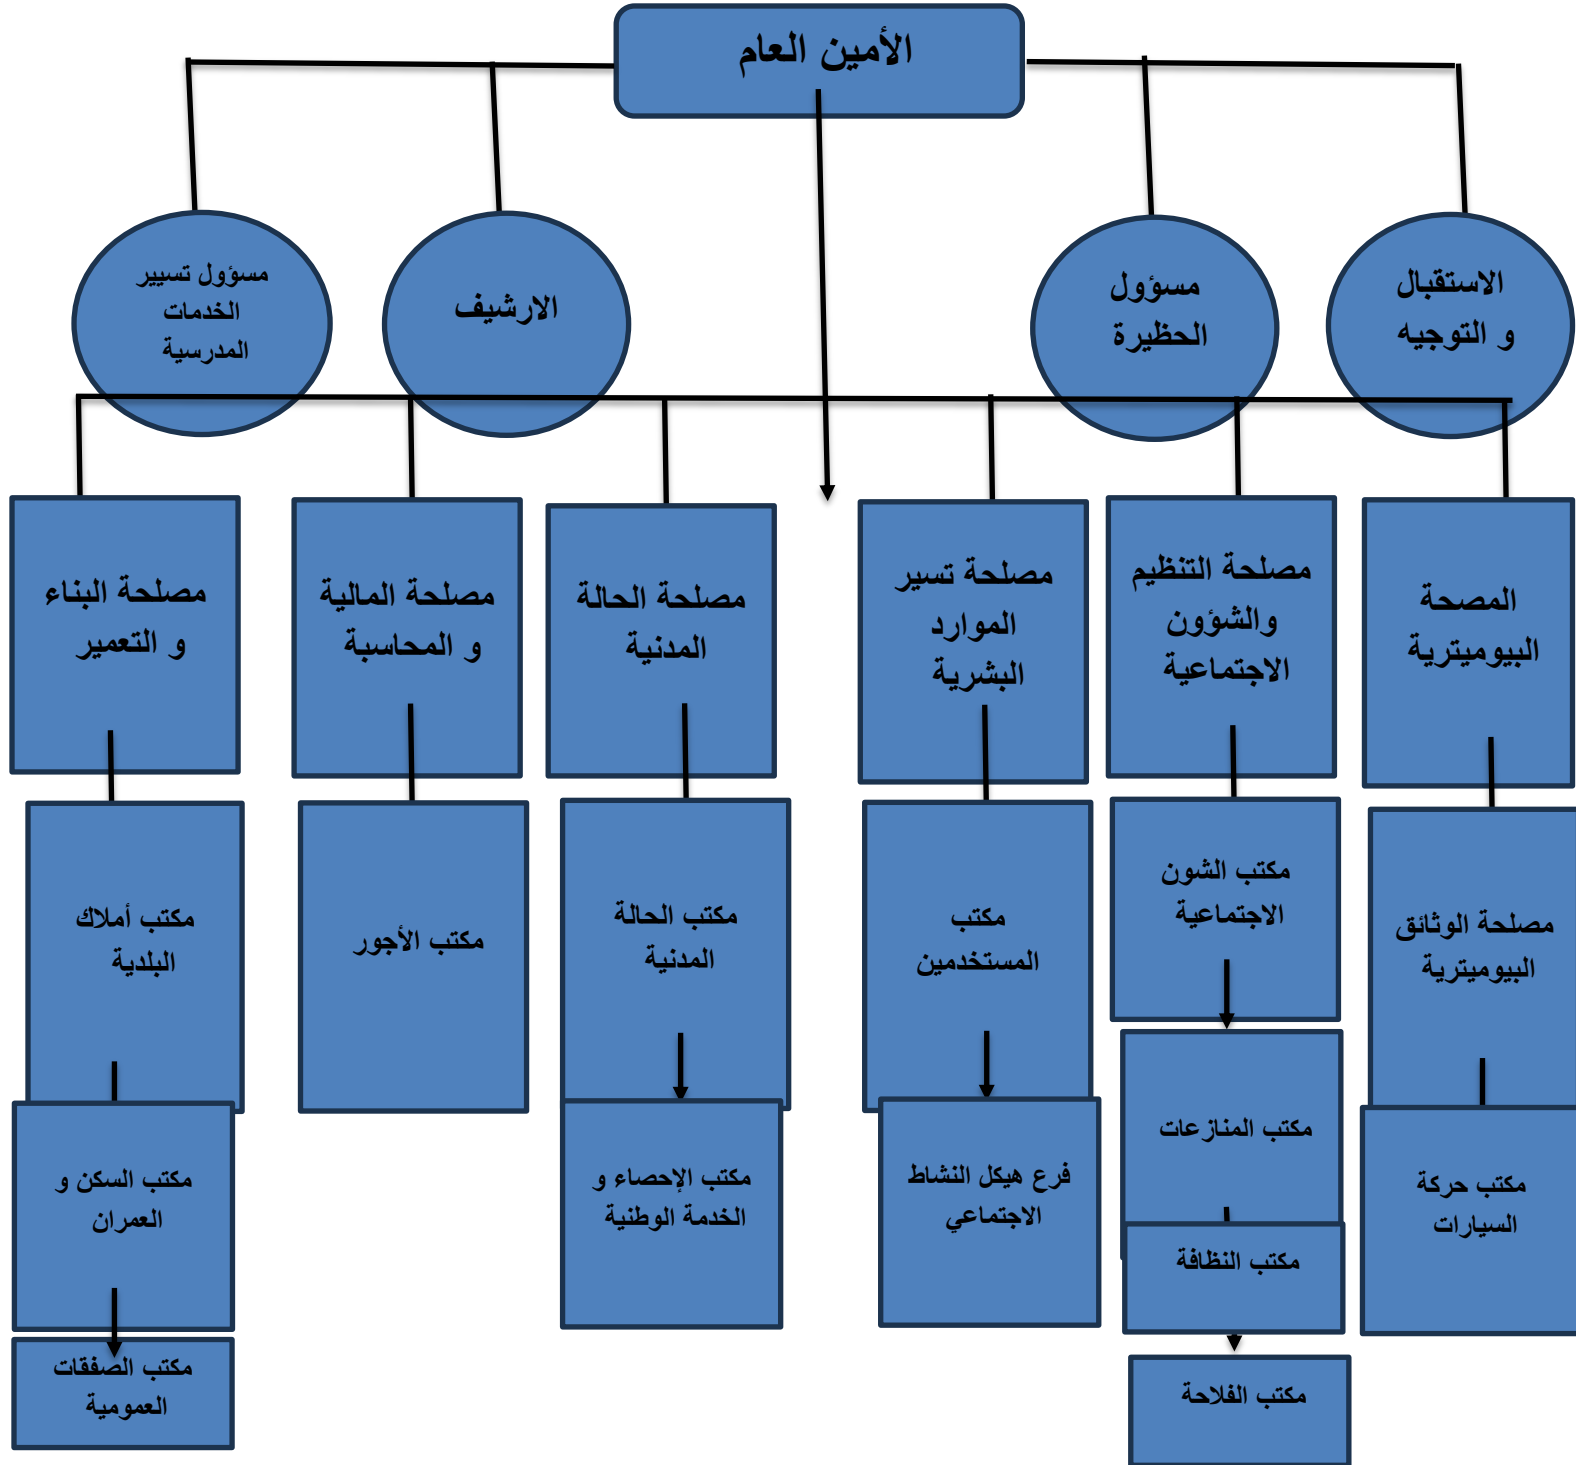 الأمين العام
الاستقبال
و التوجيه
مسؤول
الحظيرة
الارشيف
مسؤول تسيير
الخدمات
المدرسية
المصحة
البيوميترية
مصلحة التنظيم
والشؤون
الاجتماعية
مصلحة تسير
الموارد
البشرية
مصلحة الحالة
المدنية
مصلحة المالية
و المحاسبة
مصلحة البناء
و التعمير
مصلحة الوثائق
البيوميترية
مكتب الشون
الاجتماعية
مكتب
المستخدمين
مكتب الحالة
المدنية
مكتب الأجور
مكتب أملاك
البلدية
مكتب حركة
السيارات
مكتب المنازعات
فرع هيكل النشاط
الاجتماعي
مكتب الإحصاء و
الخدمة الوطنية
مكتب السكن و
العمران
مكتب النظافة
مكتب الفلاحة
مكتب الصفقات
العمومية